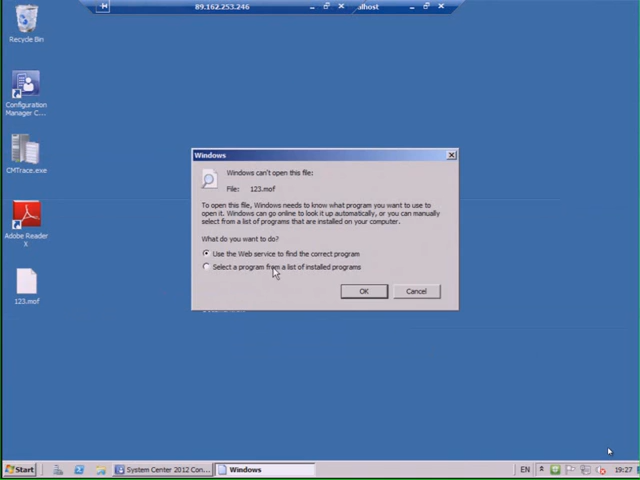 89.162.253.246
alhost
Recycle Bin
Configuration
Manager C...
CMTrace.exe
Adobe Reader
X
123.mof
Windows
Windows can't open this file:
File: 123.mof
To open this file, Windows needs to know what program you want to use to
open it. Windows can go online to look it up automatically, or you can manually
select from a list of programs that are installed on your computer.
What do you want to do?
Use the Web service to find the correct program
Select a program from a list of installed programs
OK
Cancel
Start
System Center 2012 Con...
Windows
EN
19:27